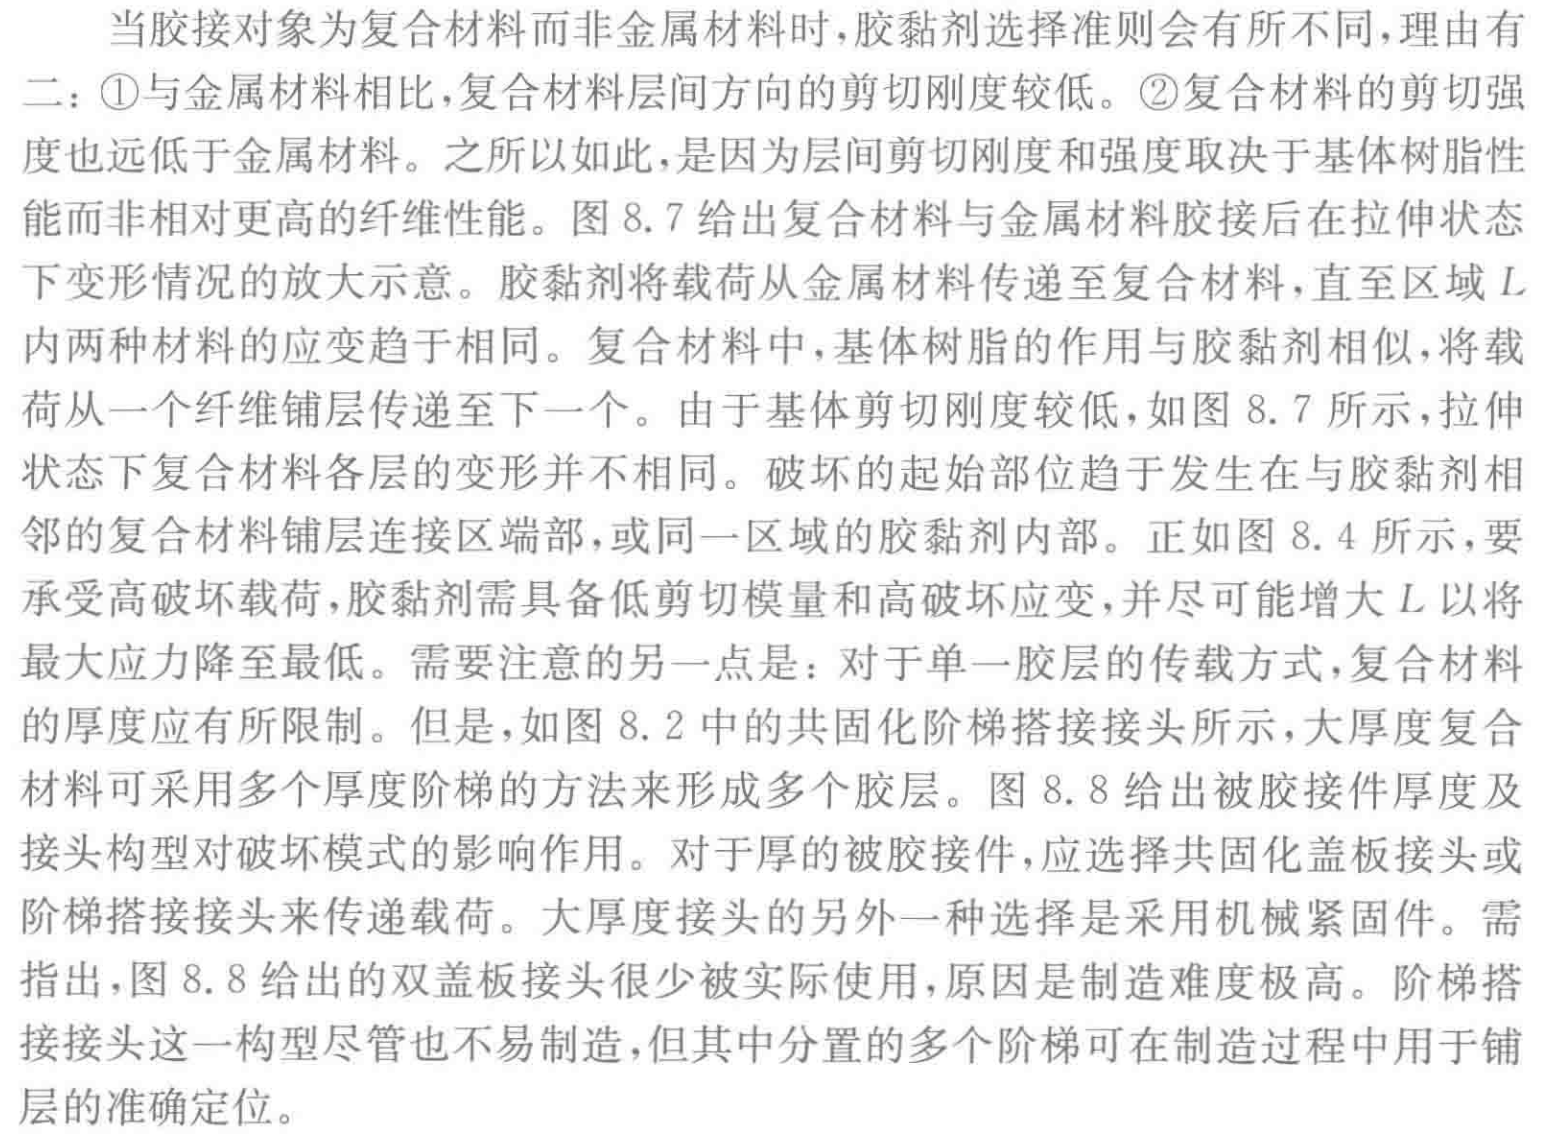 当胶接对象为复合材料而非金属材料时,胶黏剂选择准则会有所不同,理由有
二：①与金属材料相比,复合材料层间方向的剪切刚度较低。②复合材料的剪切强
度也远低于金属材料。之所以如此,是因为层间剪切刚度和强度取决于基体树脂性
能而非相对更高的纤维性能。图 8.7 给出复合材料与金属材料胶接后在拉伸状态
下变形情况的放大示意。胶黏剂将载荷从金属材料传递至复合材料,直至区域 L
内两种材料的应变趋于相同。复合材料中,基体树脂的作用与胶黏剂相似,将载
荷从一个纤维铺层传递至下一个。由于基体剪切刚度较低,如图 8.7 所示,拉伸
状态下复合材料各层的变形并不相同。破坏的起始部位趋于发生在与胶黏剂相
邻的复合材料铺层连接区端部,或同一区域的胶黏剂内部。正如图 8.4 所示,要
承受高破坏载荷,胶黏剂需具备低剪切模量和高破坏应变,并尽可能增大 L 以将
最大应力降至最低。需要注意的另一点是：对于单一胶层的传载方式,复合材料
的厚度应有所限制。但是,如图 8.2 中的共固化阶梯搭接接头所示,大厚度复合
材料可采用多个厚度阶梯的方法来形成多个胶层。图 8.8 给出被胶接件厚度及
接头构型对破坏模式的影响作用。对于厚的被胶接件,应选择共固化盖板接头或
阶梯搭接接头来传递载荷。大厚度接头的另外一种选择是采用机械紧固件。需
指出,图 8.8 给出的双盖板接头很少被实际使用,原因是制造难度极高。阶梯搭
接接头这一构型尽管也不易制造,但其中分置的多个阶梯可在制造过程中用于铺
层的准确定位。